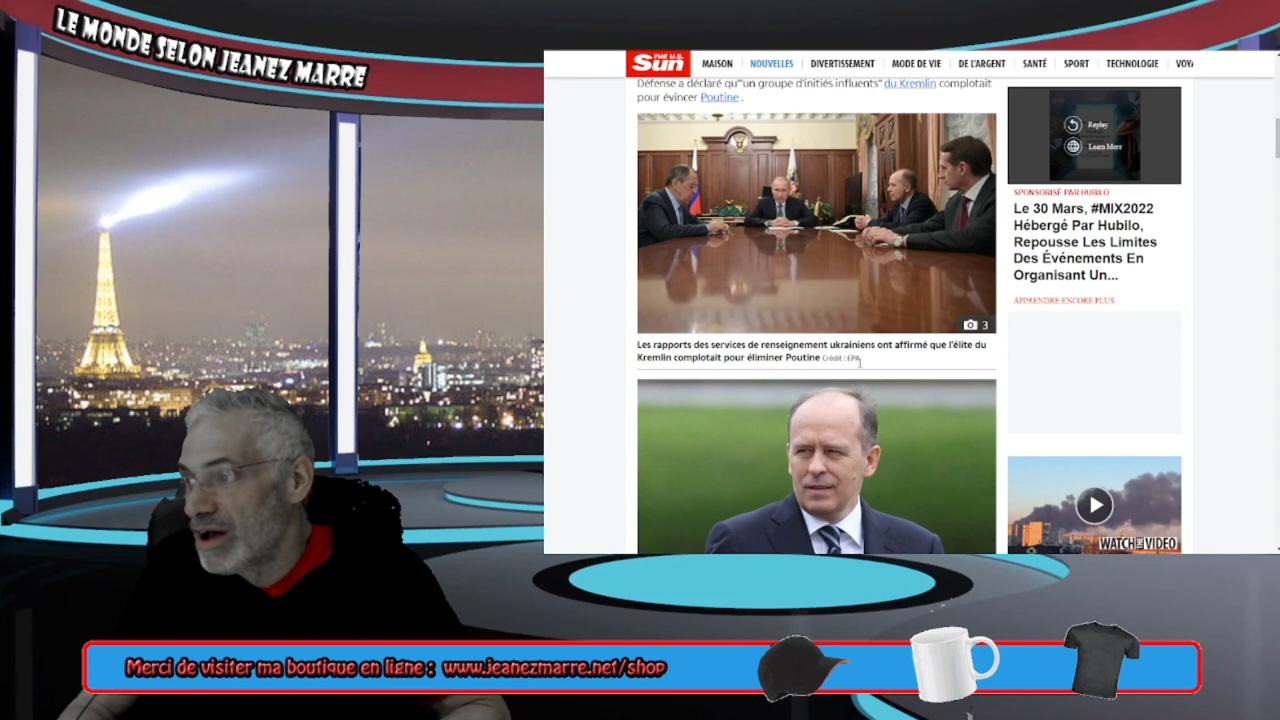 LE MONDE SELON JEANEZ MARRE
THE U.S. Sun
MAISON NOUVELLES DIVERTISSEMENT MODE DE VIE DE L'ARGENT SANTÉ SPORT TECHNOLOGIE VOYA
Défense a déclaré qu'"un groupe d'initiés influents" du Kremlin complotait
pour évincer Poutine .
3
Les rapports des services de renseignement ukrainiens ont affirmé que l'élite du
Kremlin complotait pour éliminer Poutine Crédit : EPA
Replay
Learn More
SPONSORISÉ PAR HUBILO
Le 30 Mars, #MIX2022
Hébergé Par Hubilo,
Repousse Les Limites
Des Événements En
Organisant Un...
APPRENDRE ENCORE PLUS
WATCH THE VIDEO
Merci de visiter ma boutique en ligne : www.jeanezmarre.net/shop